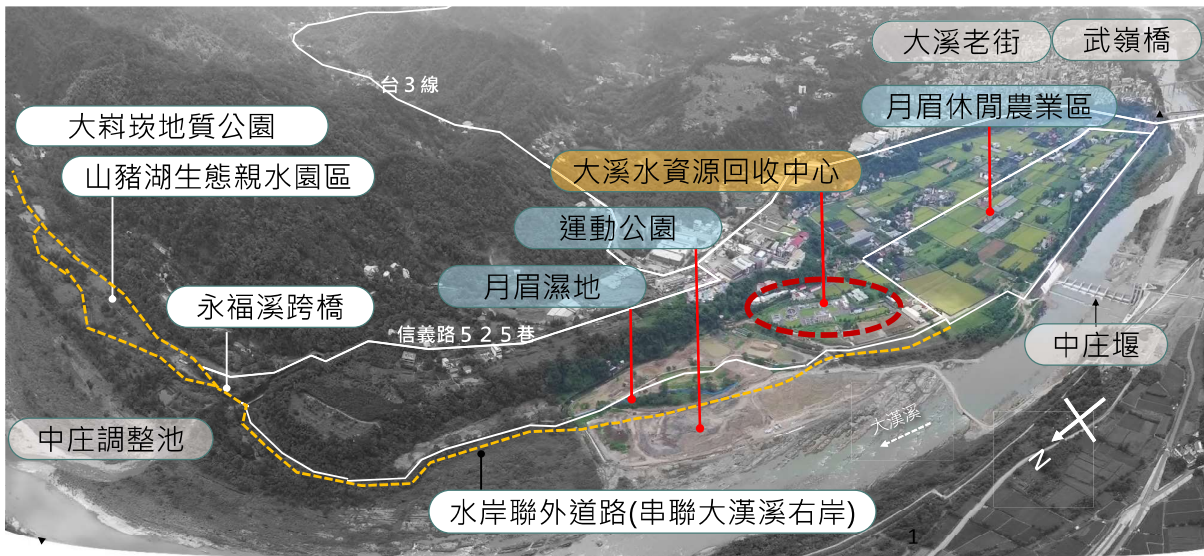 大溪老街
武嶺橋
台3線
月眉休閒農業區
大嵙崁地質公園
山豬湖生態親水園區
大溪水資源回收中心
運動公園
月眉濕地
永福溪跨橋
信義路525巷
中庄堰
大漢溪
中庄調整池
N
水岸聯外道路(串聯大漢溪右岸)
1